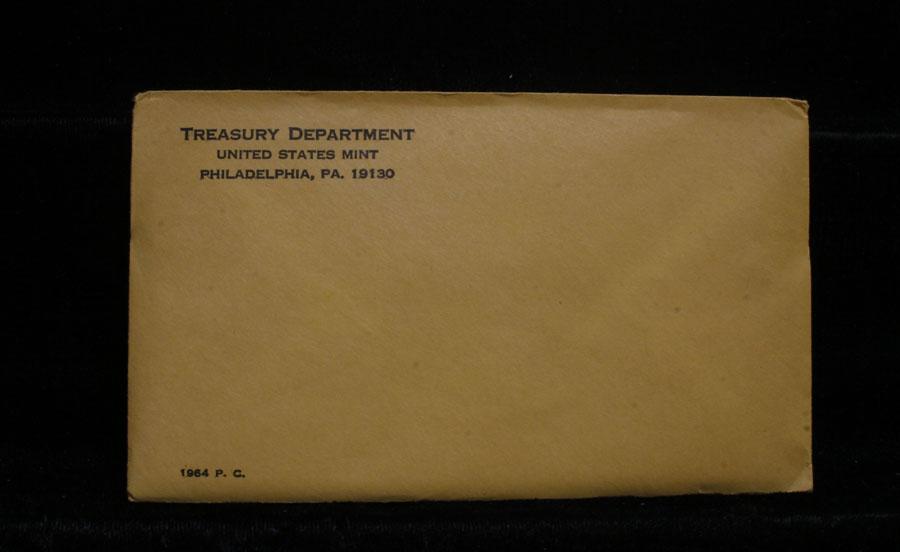 TREASURY DEPARTMENT
UNITED STATES MINT
PHILADELPHIA, PA. 19130
1964 P. C.